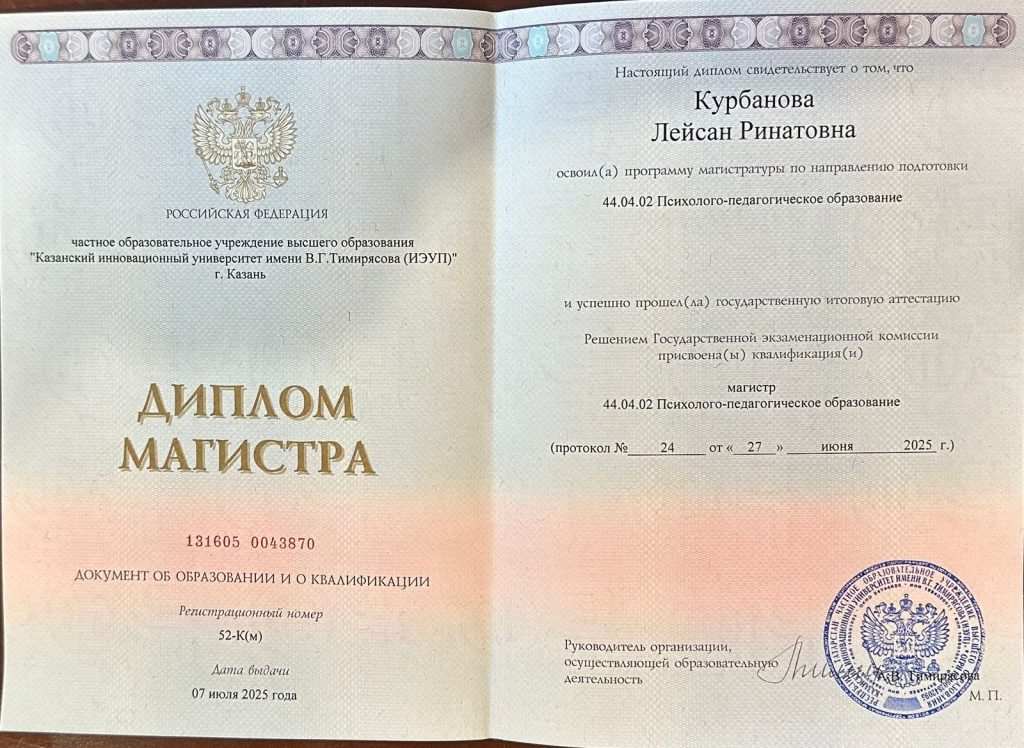 РОССИЙСКАЯ ФЕДЕРАЦИЯ
частное образовательное учреждение высшего образования
"Казанский инновационный университет имени В.Г.Тимирясова (ИЭУП)"
г. Казань
ДИПЛОМ
МАГИСТРА
131605 0043870
ДОКУМЕНТ ОБ ОБРАЗОВАНИИ И О КВАЛИФИКАЦИИ
Регистрационный номер
52-К(м)
Дата выдачи
07 июля 2025 года
Настоящий диплом свидетельствует о том, что
Курбанова
Лейсан Ринатовна
освоил(а) программу магистратуры по направлению подготовки
44.04.02 Психолого-педагогическое образование
и успешно прошел(ла) государственную итоговую аттестацию
Решением Государственной экзаменационной комиссии
присвоена(ы) квалификация(и)
магистр
44.04.02 Психолого-педагогическое образование
(протокол № 24 от « 27 » июня 2025 г.)
Руководитель организации,
осуществляющей образовательную
деятельность
А.В. Тимирясова
М. П.